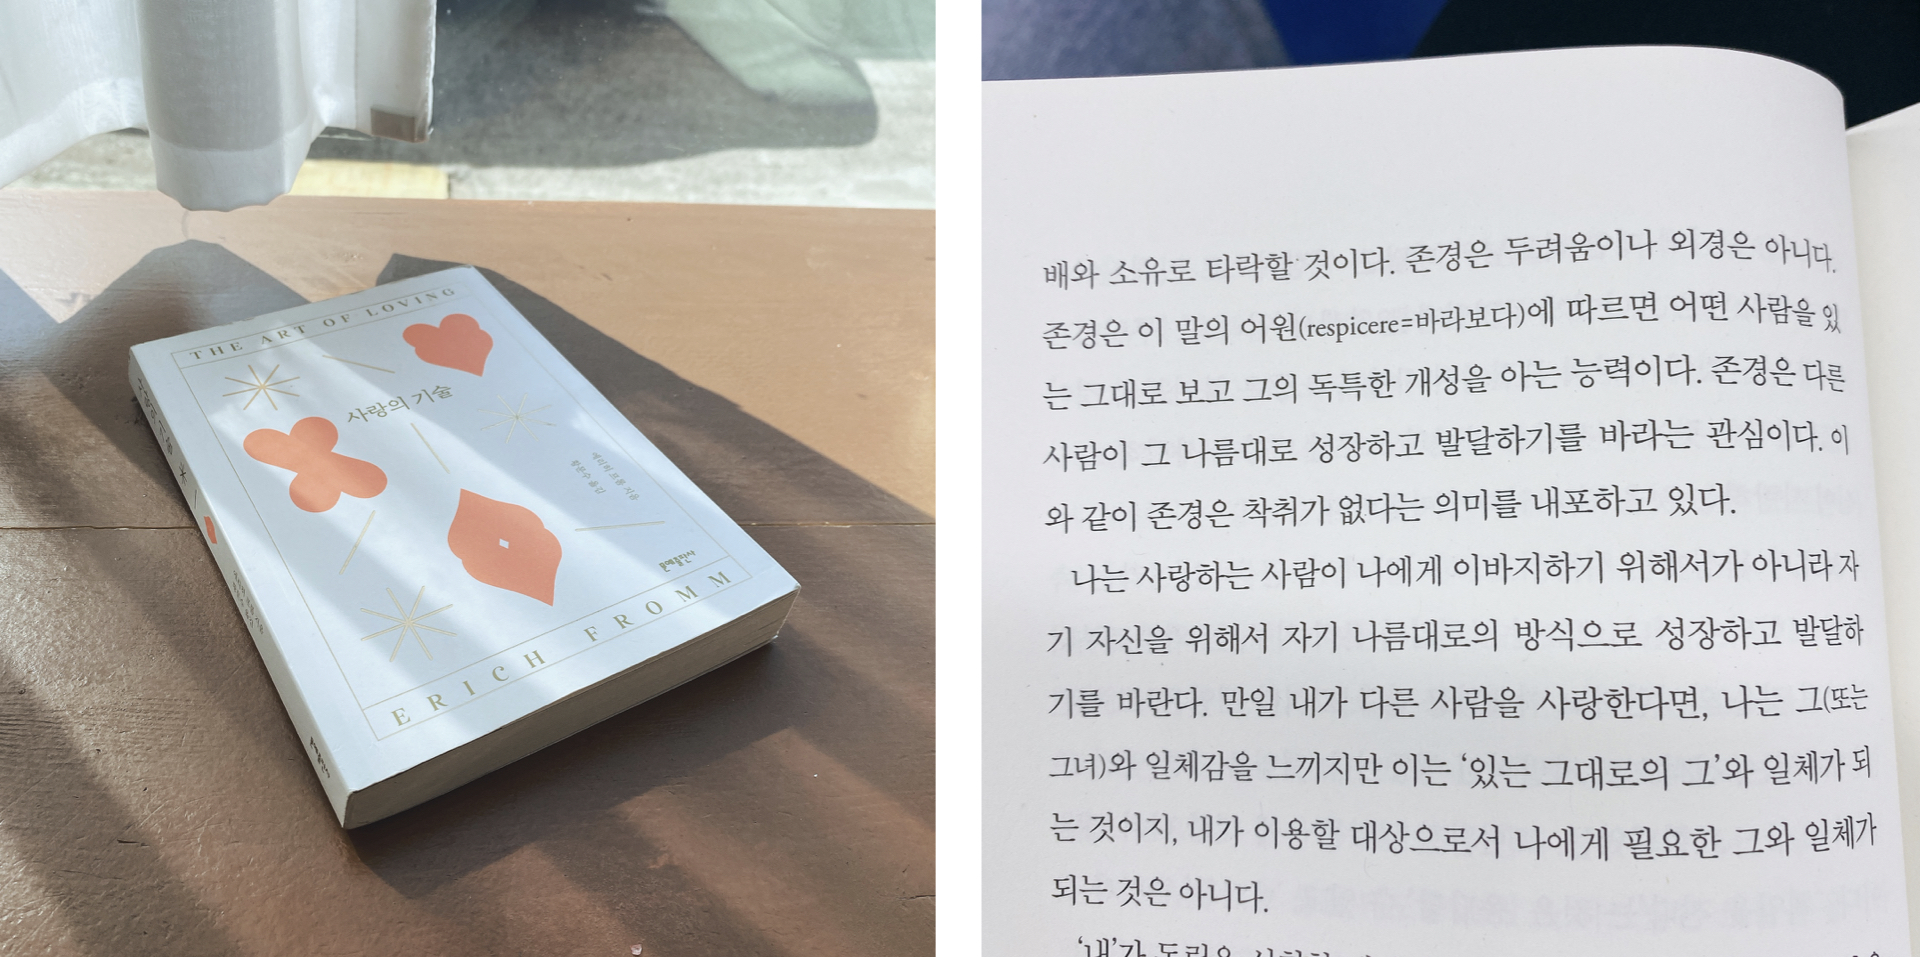 THE ART OF LOVING
사랑의 기술
에리히 프롬 지음
황문수 옮김
문예출판사
ERICH FROMM
사랑의 기술
문예출판사
배와 소유로 타락할 것이다. 존경은 두려움이나 외경은 아니다.
존경은 이 말의 어원(respicere=바라보다)에 따르면 어떤 사람을 있
는 그대로 보고 그의 독특한 개성을 아는 능력이다. 존경은 다른
사람이 그 나름대로 성장하고 발달하기를 바라는 관심이다. 이
와 같이 존경은 착취가 없다는 의미를 내포하고 있다.
나는 사랑하는 사람이 나에게 이바지하기 위해서가 아니라 자
기 자신을 위해서 자기 나름대로의 방식으로 성장하고 발달하
기를 바란다. 만일 내가 다른 사람을 사랑한다면, 나는 그(또는
그녀)와 일체감을 느끼지만 이는 ‘있는 그대로의 그’와 일체가 되
는 것이지, 내가 이용할 대상으로서 나에게 필요한 그와 일체가
되는 것은 아니다.
‘내’가